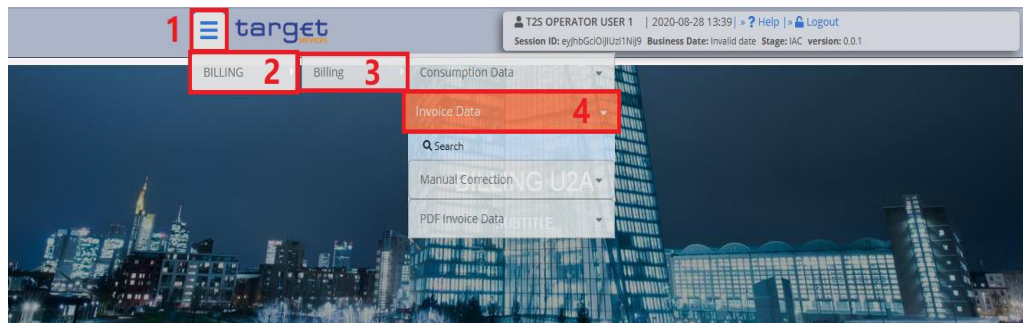 1 target
services
T2S OPERATOR USER 1 | 2020-08-28 13:39| » ? Help |» Logout
Session ID: eyJhbGciOiJIUzI1NiJ9 Business Date: Invalid date Stage: IAC version: 0.0.1
BILLING 2 Billing 3 Consumption Data
Invoice Data 4
Search
Manual Correction
BILLING U2A
PDF Invoice Data
SUBTITLE